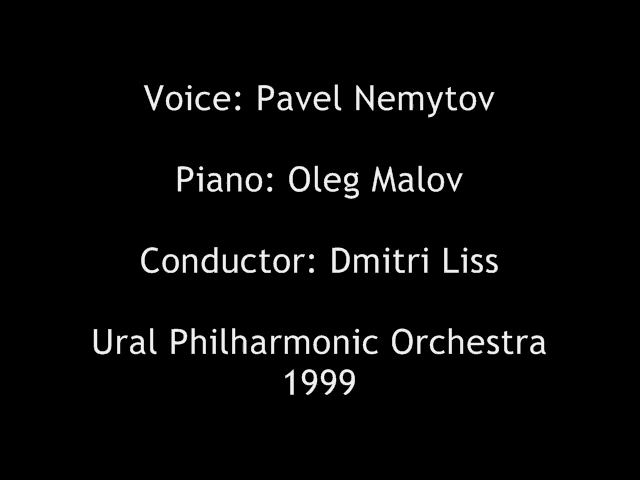 Voice: Pavel Nemytov
Piano: Oleg Malov
Conductor: Dmitri Liss
Ural Philharmonic Orchestra
1999